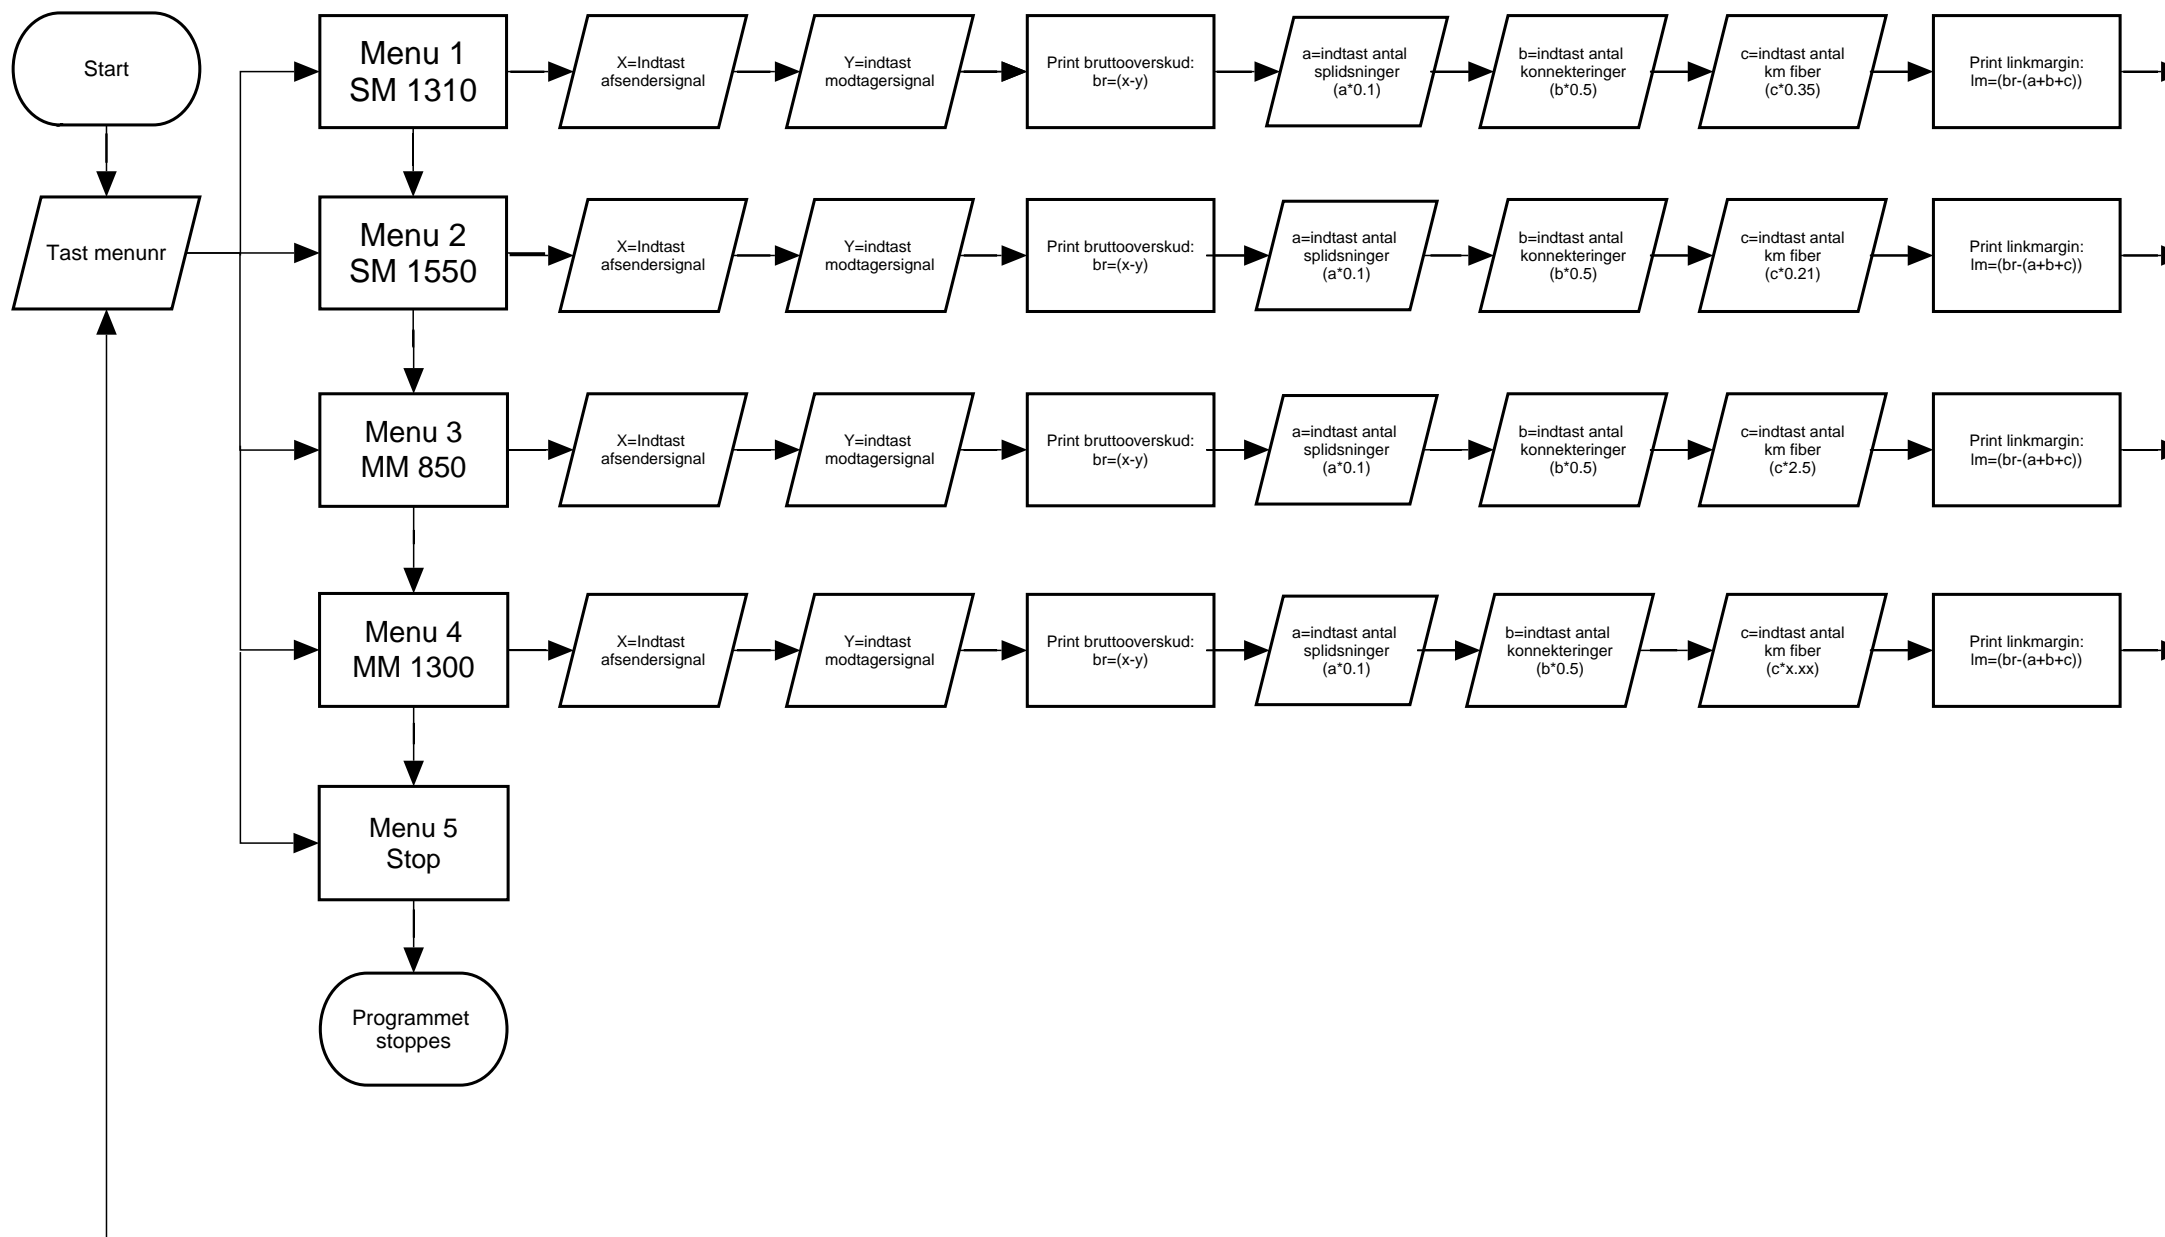 Start
Menu 1
SM 1310
X=Indtast
afsendersignal
Y=indtast
modtagersignal
Print bruttooverskud:
br=(x-y)
a=indtast antal
splidsninger
(a*0.1)
b=indtast antal
konnekteringer
(b*0.5)
c=indtast antal
km fiber
(c*0.35)
Print linkmargin:
lm=(br-(a+b+c))
Tast menunr
Menu 2
SM 1550
X=Indtast
afsendersignal
Y=indtast
modtagersignal
Print bruttooverskud:
br=(x-y)
a=indtast antal
splidsninger
(a*0.1)
b=indtast antal
konnekteringer
(b*0.5)
c=indtast antal
km fiber
(c*0.21)
Print linkmargin:
lm=(br-(a+b+c))
Menu 3
MM 850
X=Indtast
afsendersignal
Y=indtast
modtagersignal
Print bruttooverskud:
br=(x-y)
a=indtast antal
splidsninger
(a*0.1)
b=indtast antal
konnekteringer
(b*0.5)
c=indtast antal
km fiber
(c*2.5)
Print linkmargin:
lm=(br-(a+b+c))
Menu 4
MM 1300
X=Indtast
afsendersignal
Y=indtast
modtagersignal
Print bruttooverskud:
br=(x-y)
a=indtast antal
splidsninger
(a*0.1)
b=indtast antal
konnekteringer
(b*0.5)
c=indtast antal
km fiber
(c*x.xx)
Print linkmargin:
lm=(br-(a+b+c))
Menu 5
Stop
Programmet
stoppes